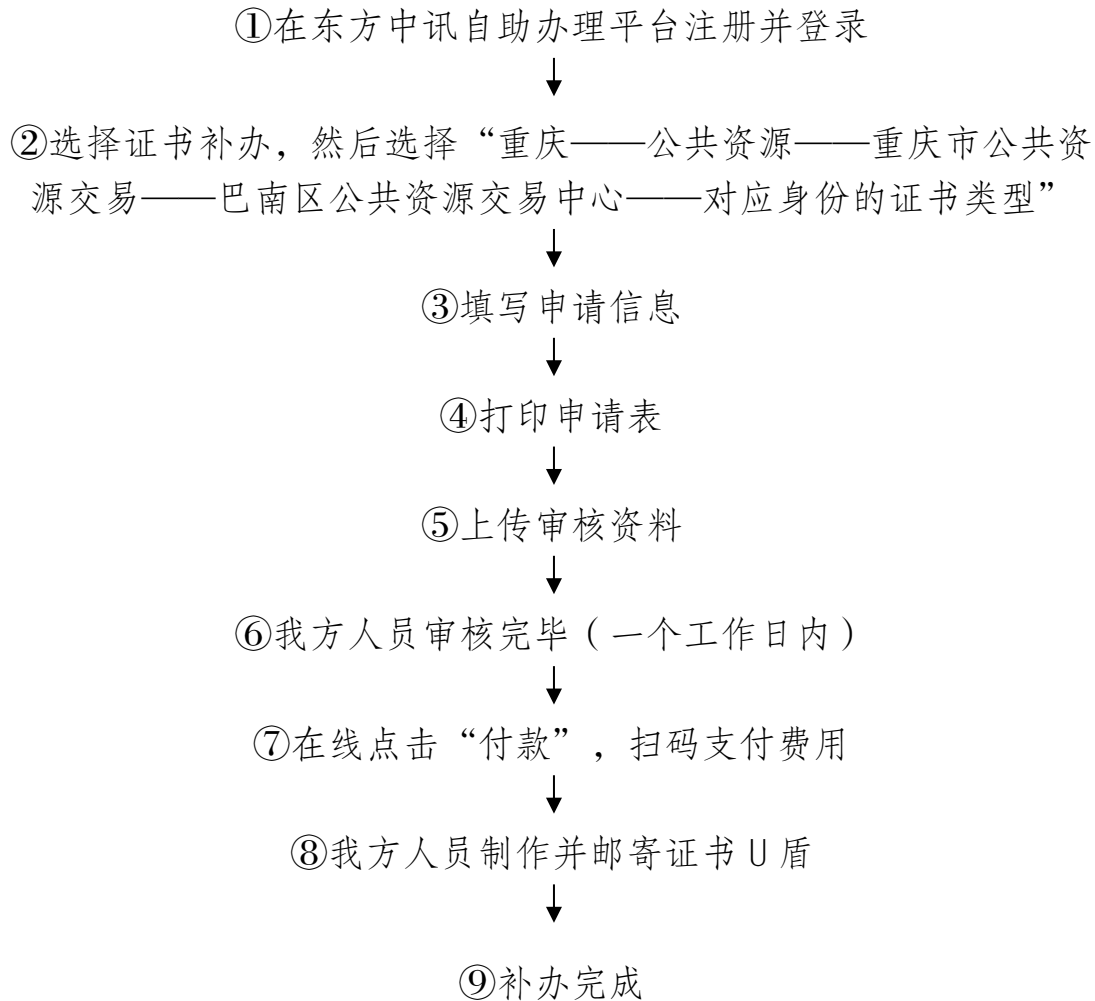 ①在东方中讯自助办理平台注册并登录
②选择证书补办，然后选择“重庆——公共资源——重庆市公共资
源交易——巴南区公共资源交易中心——对应身份的证书类型”
③填写申请信息
④打印申请表
⑤上传审核资料
⑥我方人员审核完毕（一个工作日内）
⑦在线点击“付款”，扫码支付费用
⑧我方人员制作并邮寄证书 U 盾
⑨补办完成